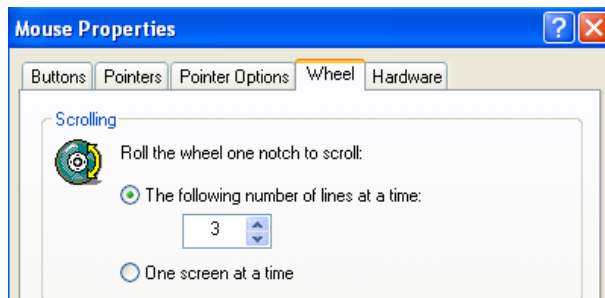 Mouse Properties
Buttons Pointers Pointer Options Wheel Hardware
Scrolling
Roll the wheel one notch to scroll:
The following number of lines at a time:
3
One screen at a time